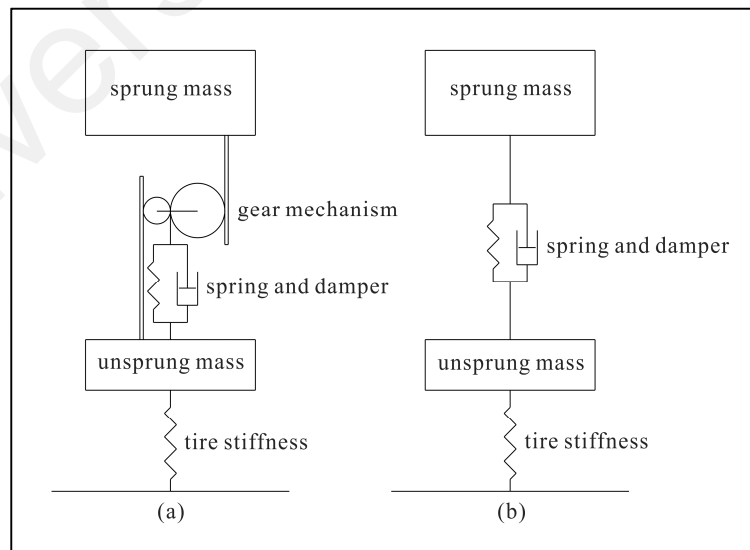 sprung mass
sprung mass
gear mechanism
spring and damper
spring and damper
unsprung mass
unsprung mass
tire stiffness
tire stiffness
(a)
(b)